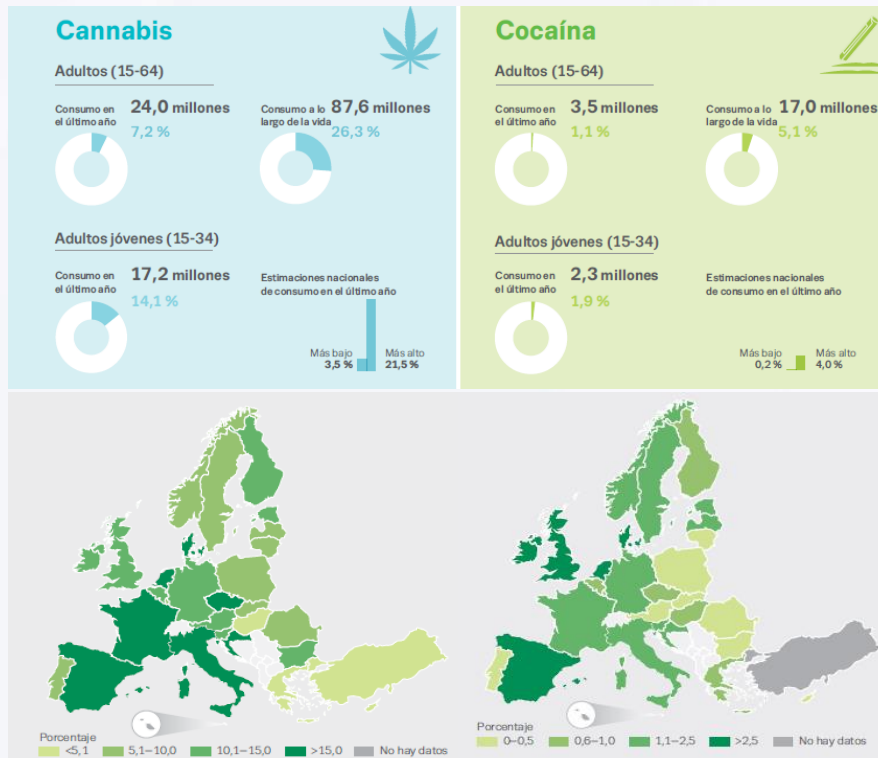 Cannabis
Adultos (15-64)
Consumo en
el último año
24,0 millones
7,2 %
Consumo a lo
largo de la vida
87,6 millones
26,3 %
Adultos jóvenes (15-34)
Consumo en
el último año
17,2 millones
14,1 %
Estimaciones nacionales
de consumo en el último año
Más bajo
3,5 %
Más alto
21,5 %
Cocaína
Adultos (15-64)
Consumo en
el último año
3,5 millones
1,1 %
Consumo a lo
largo de la vida
17,0 millones
5,1 %
Adultos jóvenes (15-34)
Consumo en
el último año
2,3 millones
1,9 %
Estimaciones nacionales
de consumo en el último año
Más bajo
0,2 %
Más alto
4,0 %
Porcentaje
<5,1 5,1–10,0 10,1–15,0 >15,0 No hay datos
Porcentaje
0–0,5 0,6–1,0 1,1–2,5 >2,5 No hay datos